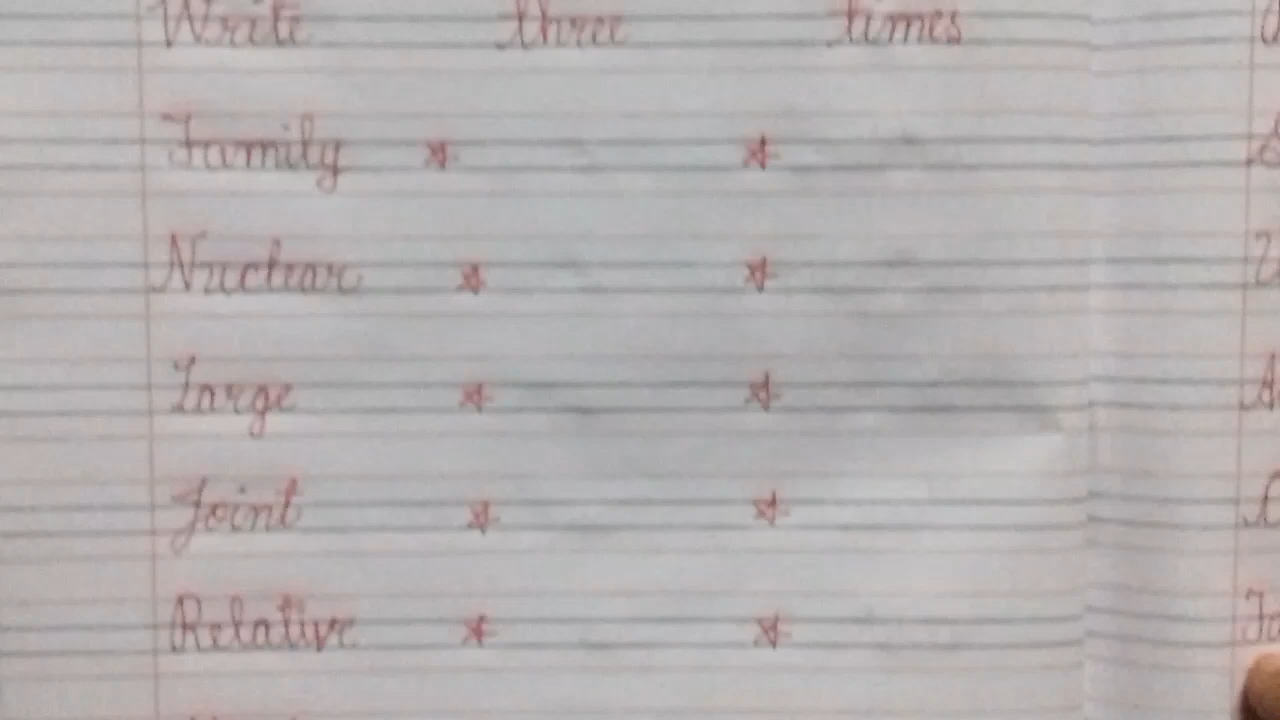 Write three times
Family
Nuclear
Large
Joint
Relative